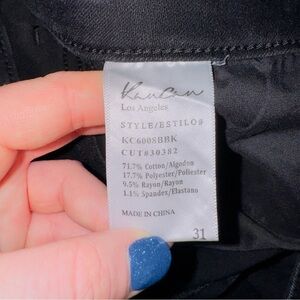 KanCan
Los Angeles
STYLE/ESTILO#
KC6008BBK
CUT#30382
71.7% Cotton/Algodon
17.7% Polyester/Poliester
9.5% Rayon/Rayon
1.1% Spandex/Elastano
MADE IN CHINA
31